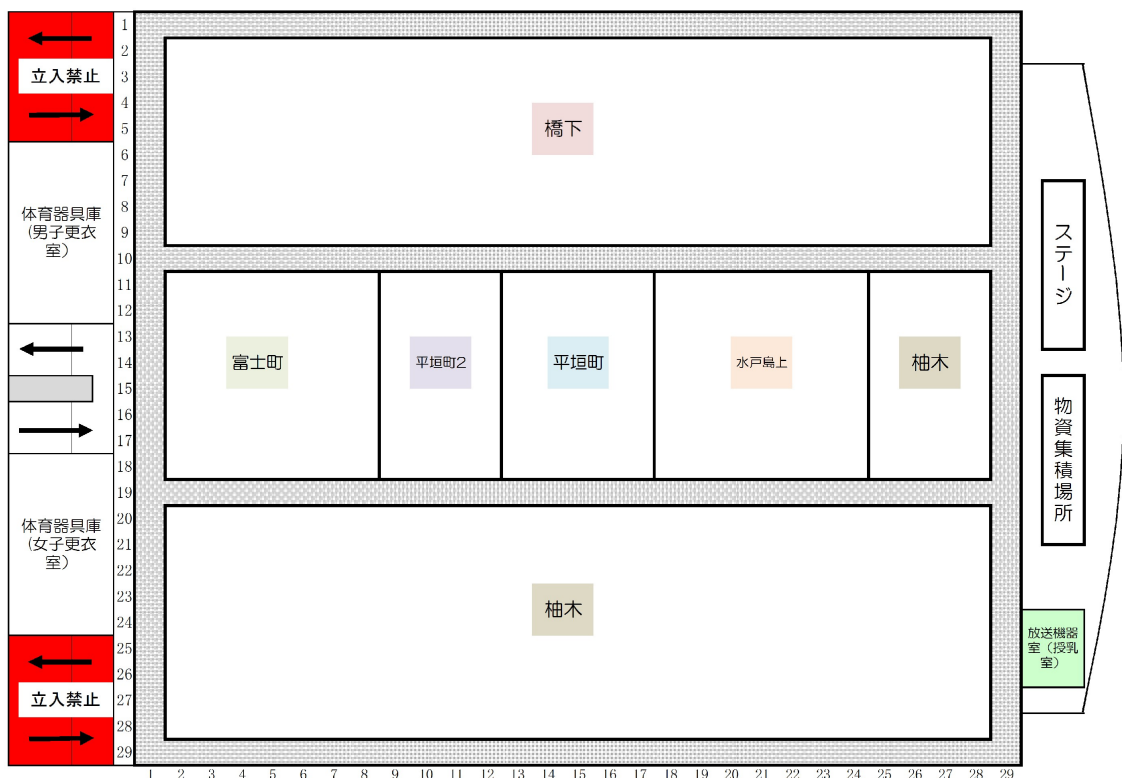 立入禁止
体育器具庫
(男子更衣
室)
体育器具庫
(女子更衣
室)
立入禁止
1
2
3
4
5
6
7
8
9
10
11
12
13
14
15
16
17
18
19
20
21
22
23
24
25
26
27
28
29
橋下
富士町
平垣町2
平垣町
水戸島上
柚木
柚木
ステージ
物資集積場所
放送機器
室（授乳
室）
1 2 3 4 5 6 7 8 9 10 11 12 13 14 15 16 17 18 19 20 21 22 23 24 25 26 27 28 29